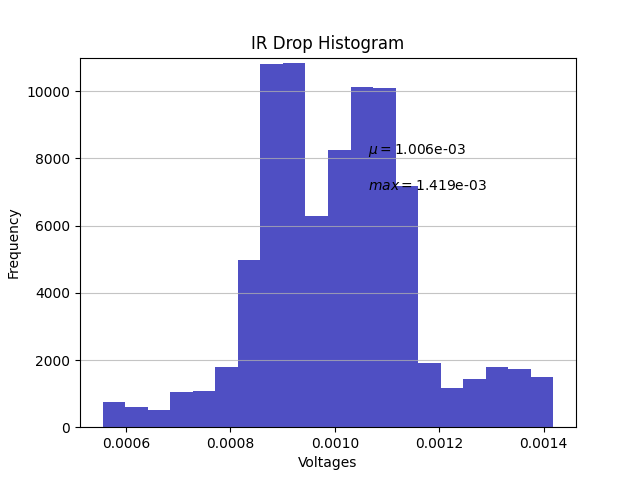 IR Drop Histogram
10000
8000
6000
4000
2000
0
Frequency
μ = 1.006e-03
max = 1.419e-03
0.0006 0.0008 0.0010 0.0012 0.0014
Voltages